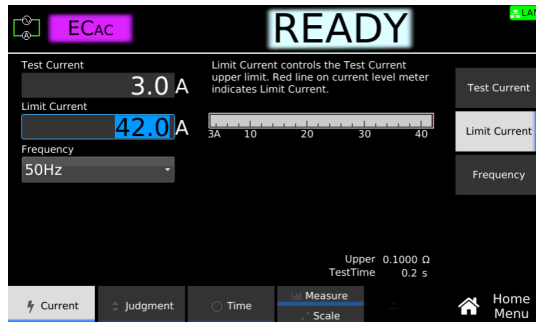 EC AC
READY
LAN
Test Current
3.0 A
Limit Current
42.0 A
Frequency
50Hz
Limit Current controls the Test Current
upper limit. Red line on current level meter
indicates Limit Current.
3A 10 20 30 40
Upper 0.1000 Ω
TestTime 0.2 s
Test Current
Limit Current
Frequency
Current
Judgment
Time
Measure
Scale
Home
Menu